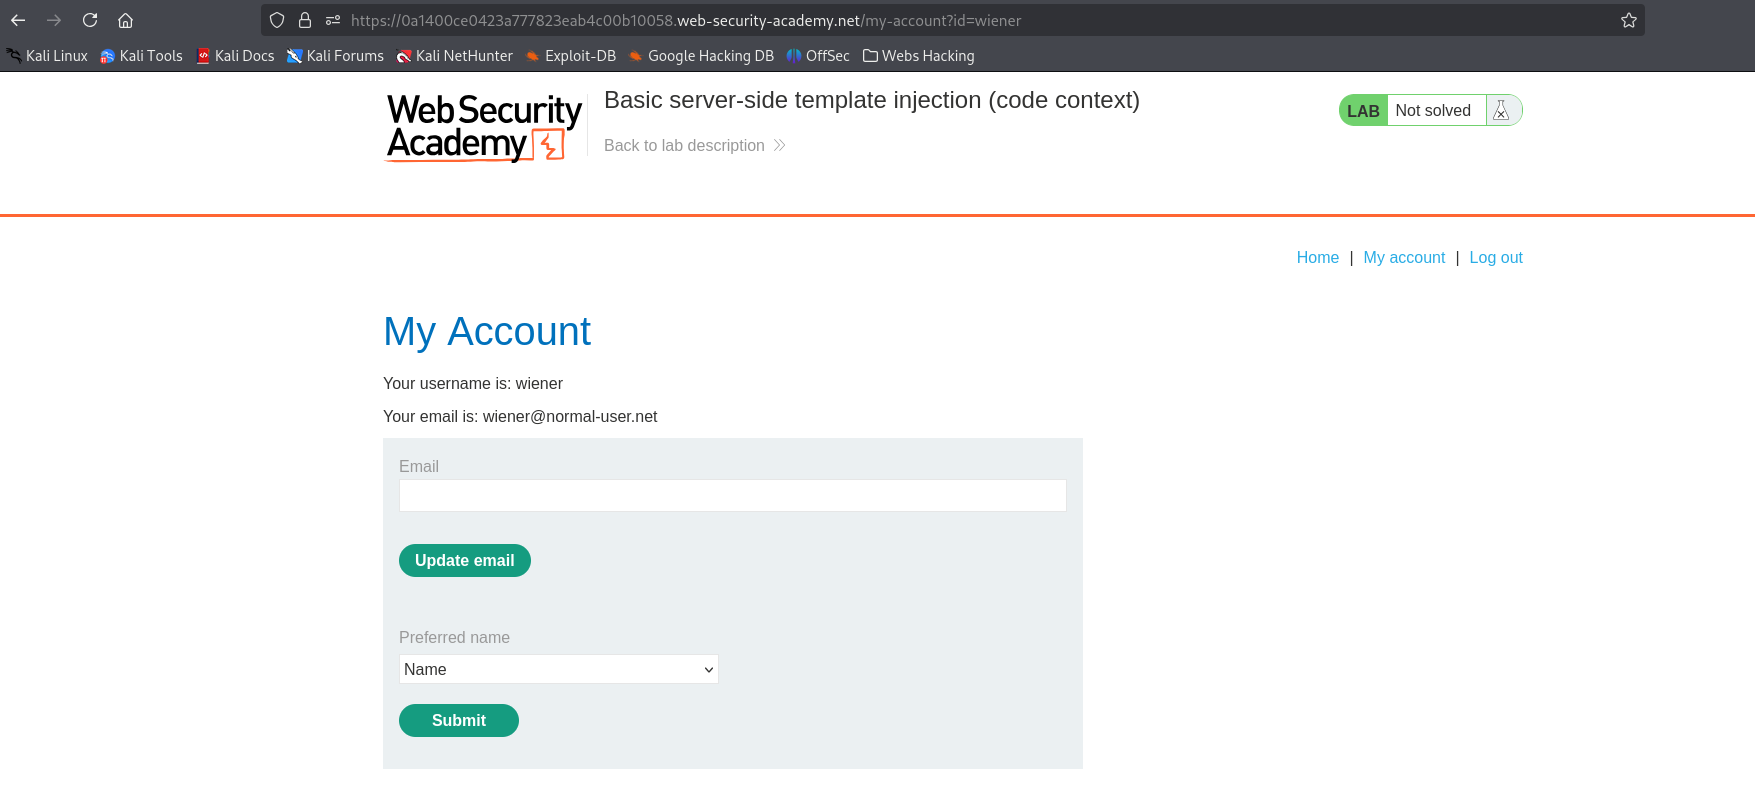 https://0a1400ce0423a777823eab4c00b10058.web-security-academy.net/my-account?id=wiener
Kali Linux Kali Tools Kali Docs Kali Forums Kali NetHunter Exploit-DB Google Hacking DB OffSec Webs Hacking
WebSecurity
Academy
Basic server-side template injection (code context)
LAB Not solved
Back to lab description
Home | My account | Log out
My Account
Your username is: wiener
Your email is: wiener@normal-user.net
Email
Update email
Preferred name
Name
Submit